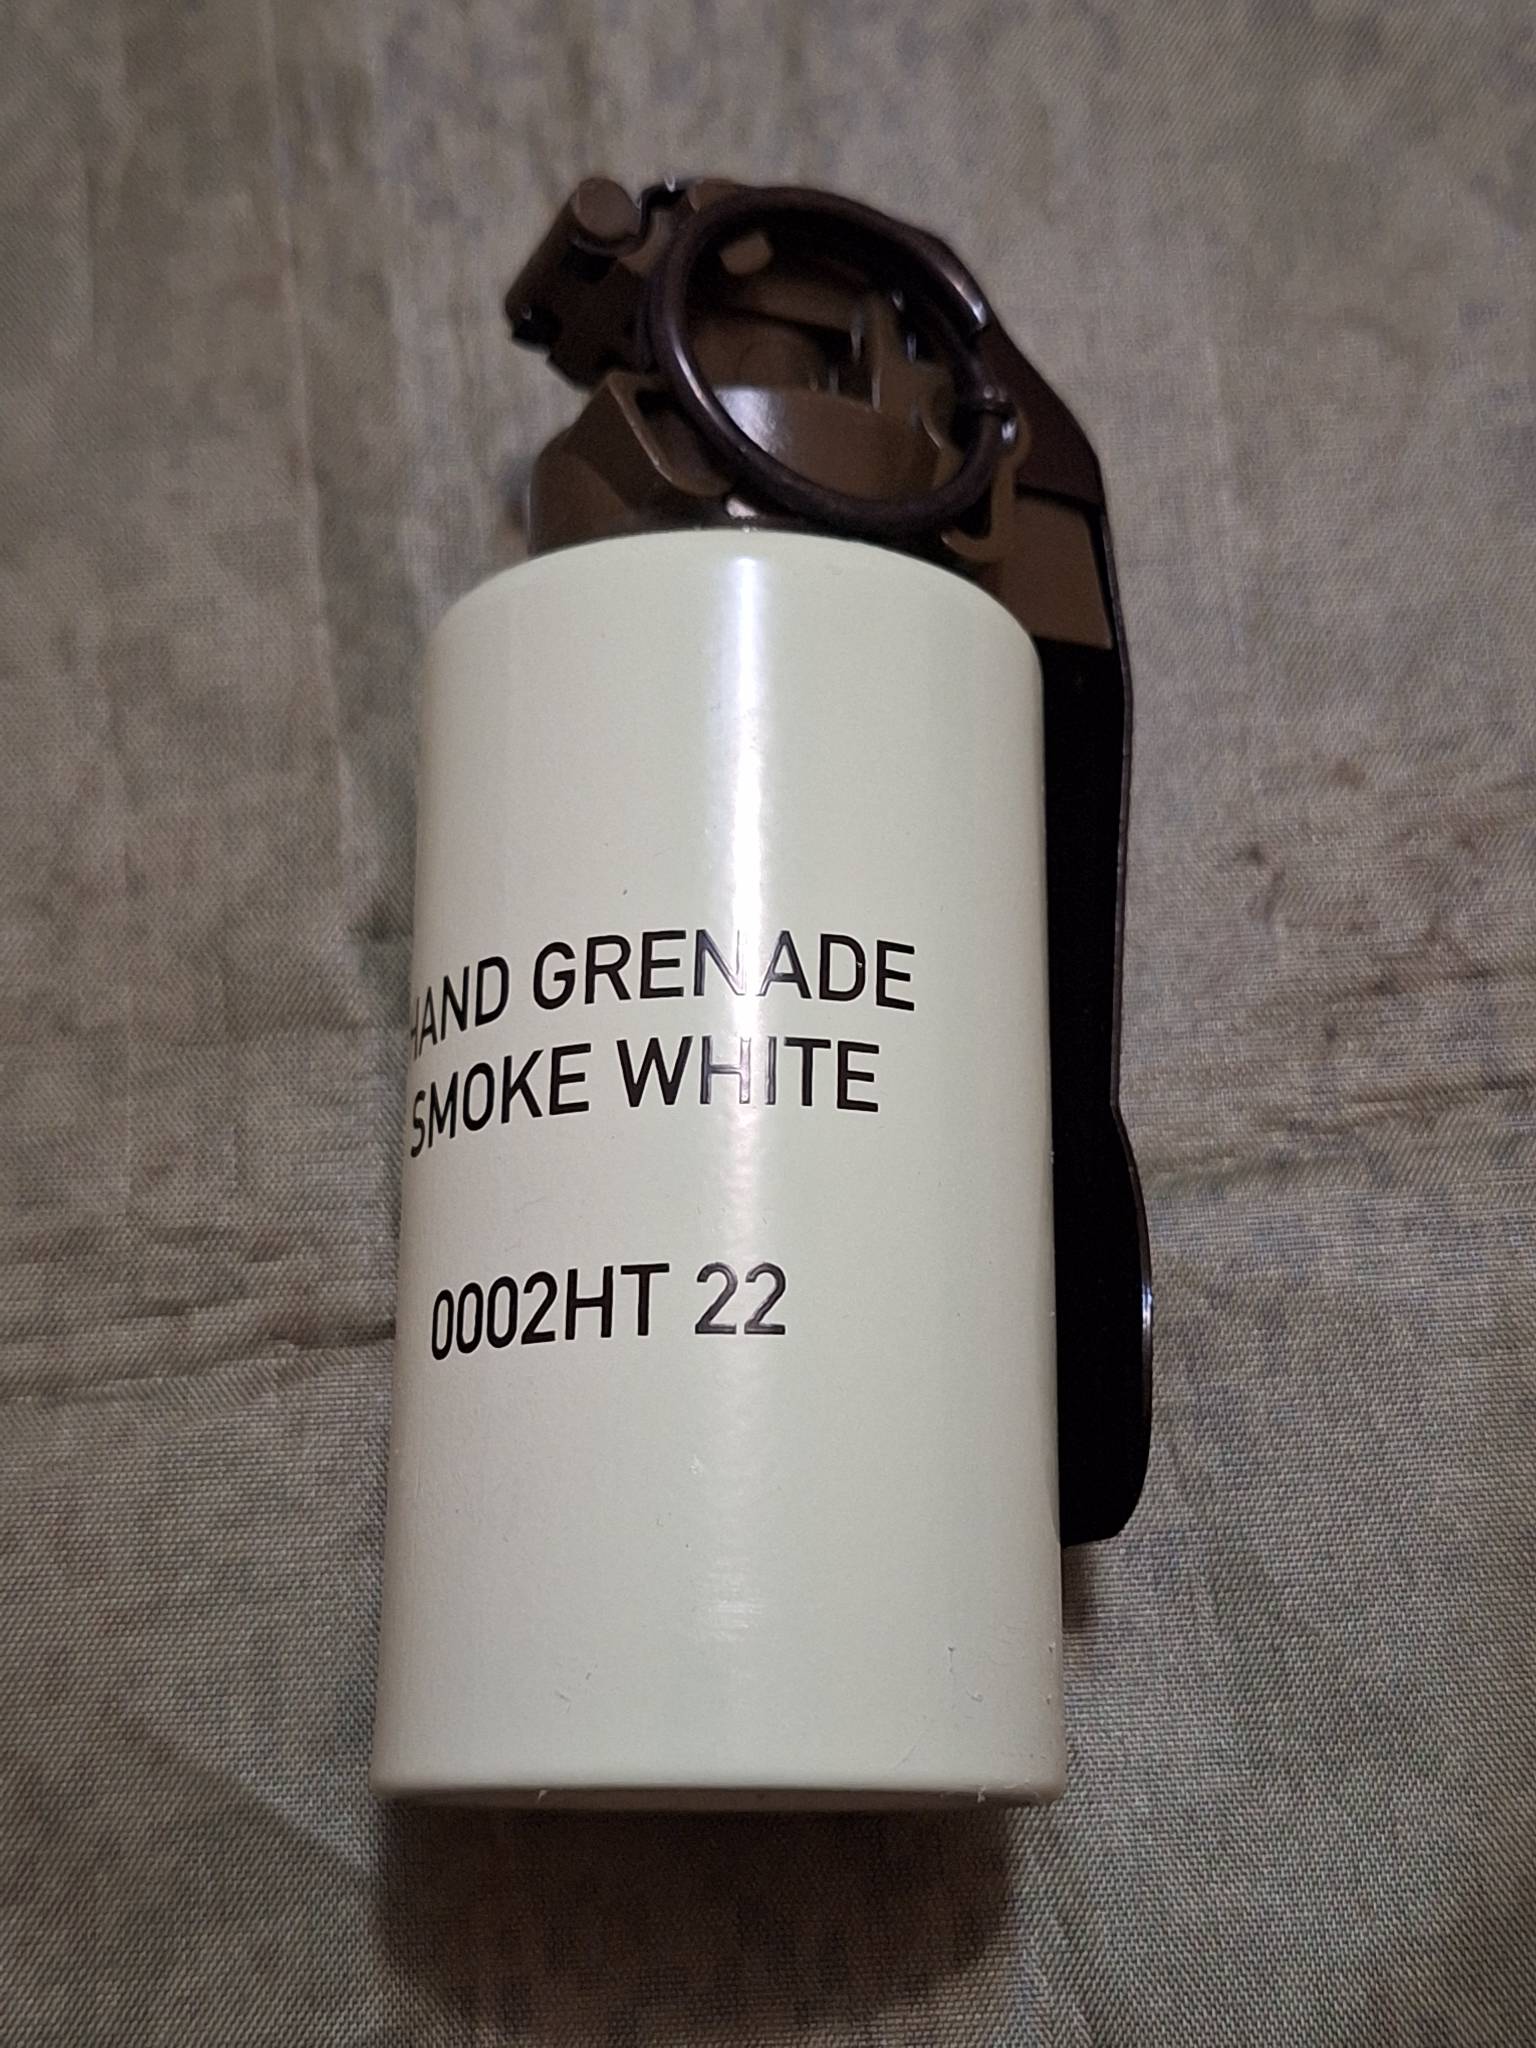 HAND GRENADE
SMOKE WHITE
0002HT 22